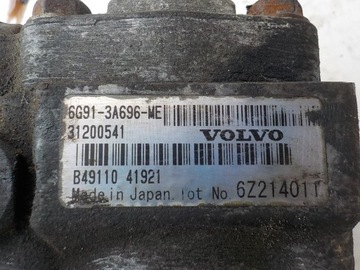 6G91-3A696-ME
31200541 VOLVO
B49110 41921
Made in Japan. lot No 6Z214011